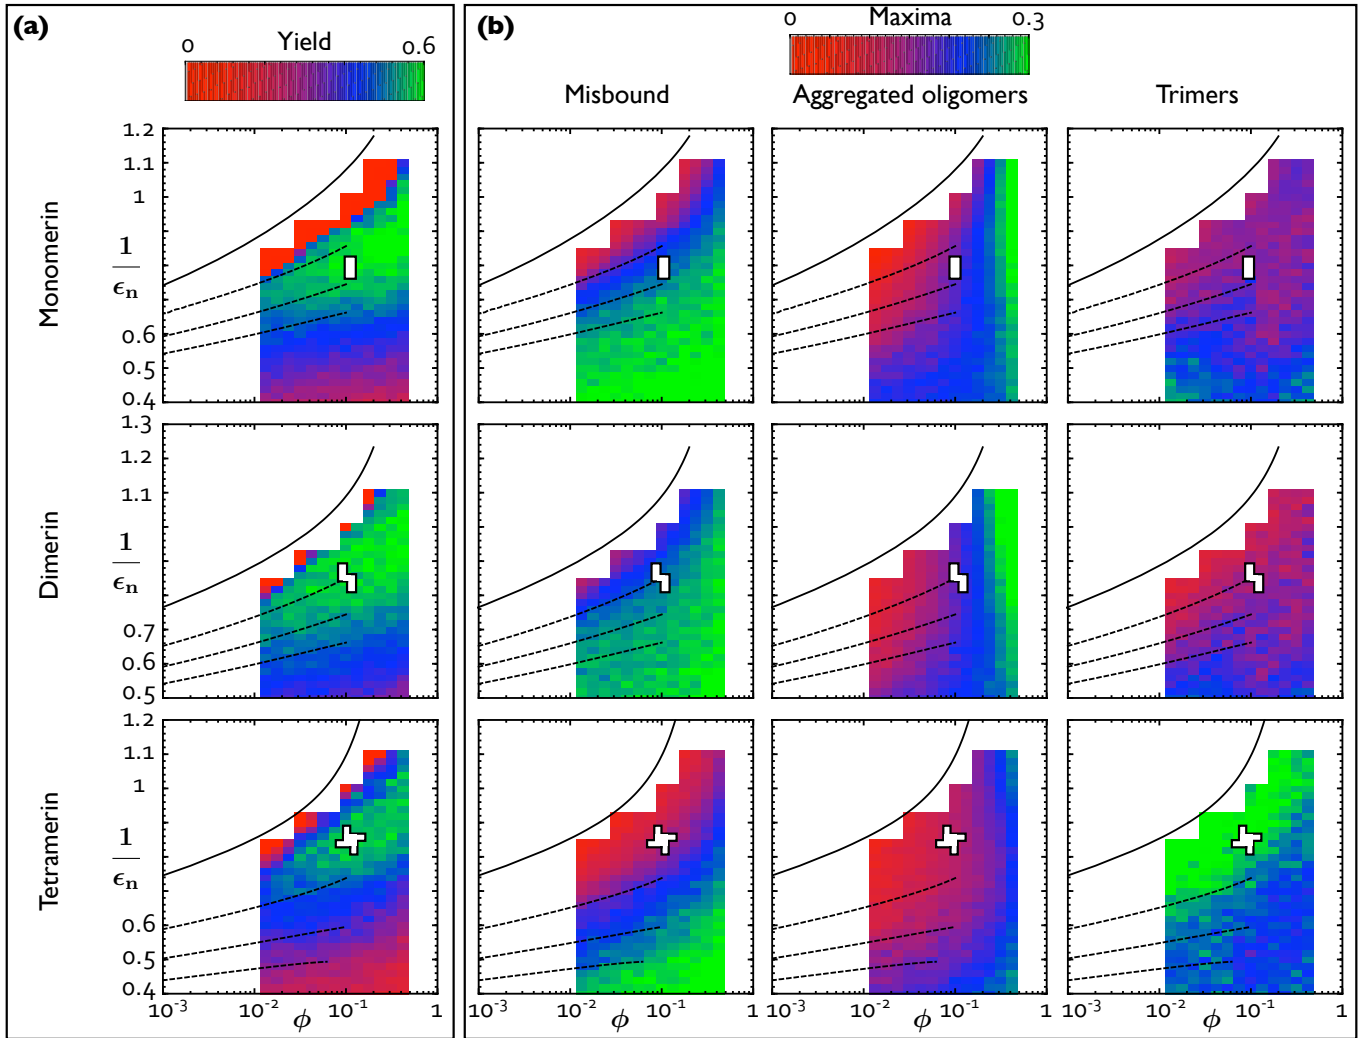 (a)
Yield
0 0.6
(b)
Maxima
0 0.3
Misbound Aggregated oligomers Trimers
Monomerin
1.2
1.1
1
1/ϵn
0.6
0.5
0.4
Dimerin
1.3
1.2
1.1
1/ϵn
0.7
0.6
0.5
Tetramerin
1.2
1.1
1
1/ϵn
0.6
0.5
0.4
10⁻³ 10⁻² 10⁻¹ 1
ϕ
10⁻³ 10⁻² 10⁻¹ 1
ϕ
10⁻² 10⁻¹ 1
ϕ
10⁻² 10⁻¹ 1
ϕ